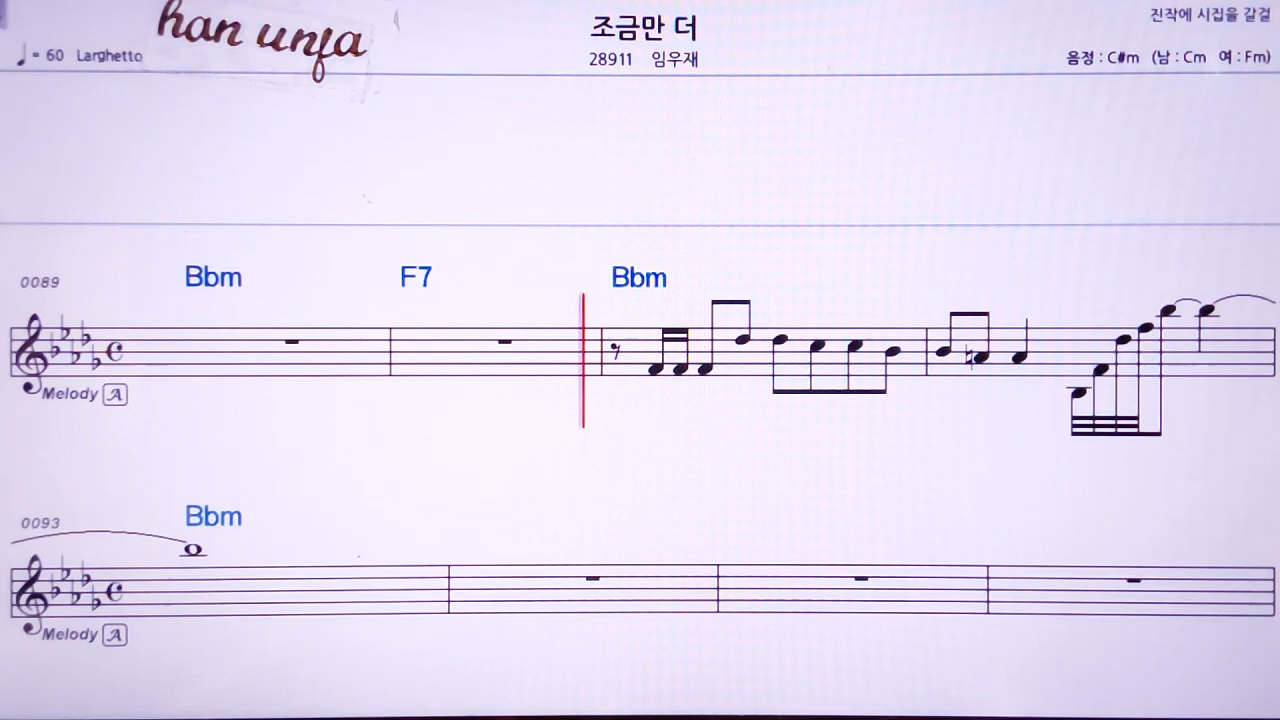 han unja
조금만 더
진작에 시집을 갈걸
♩ = 60 Larghetto
28911 임우재
음정 : C#m (남 : Cm 여 : Fm)
0089
Bbm F7 Bbm
Melody A
0093
Bbm
Melody A